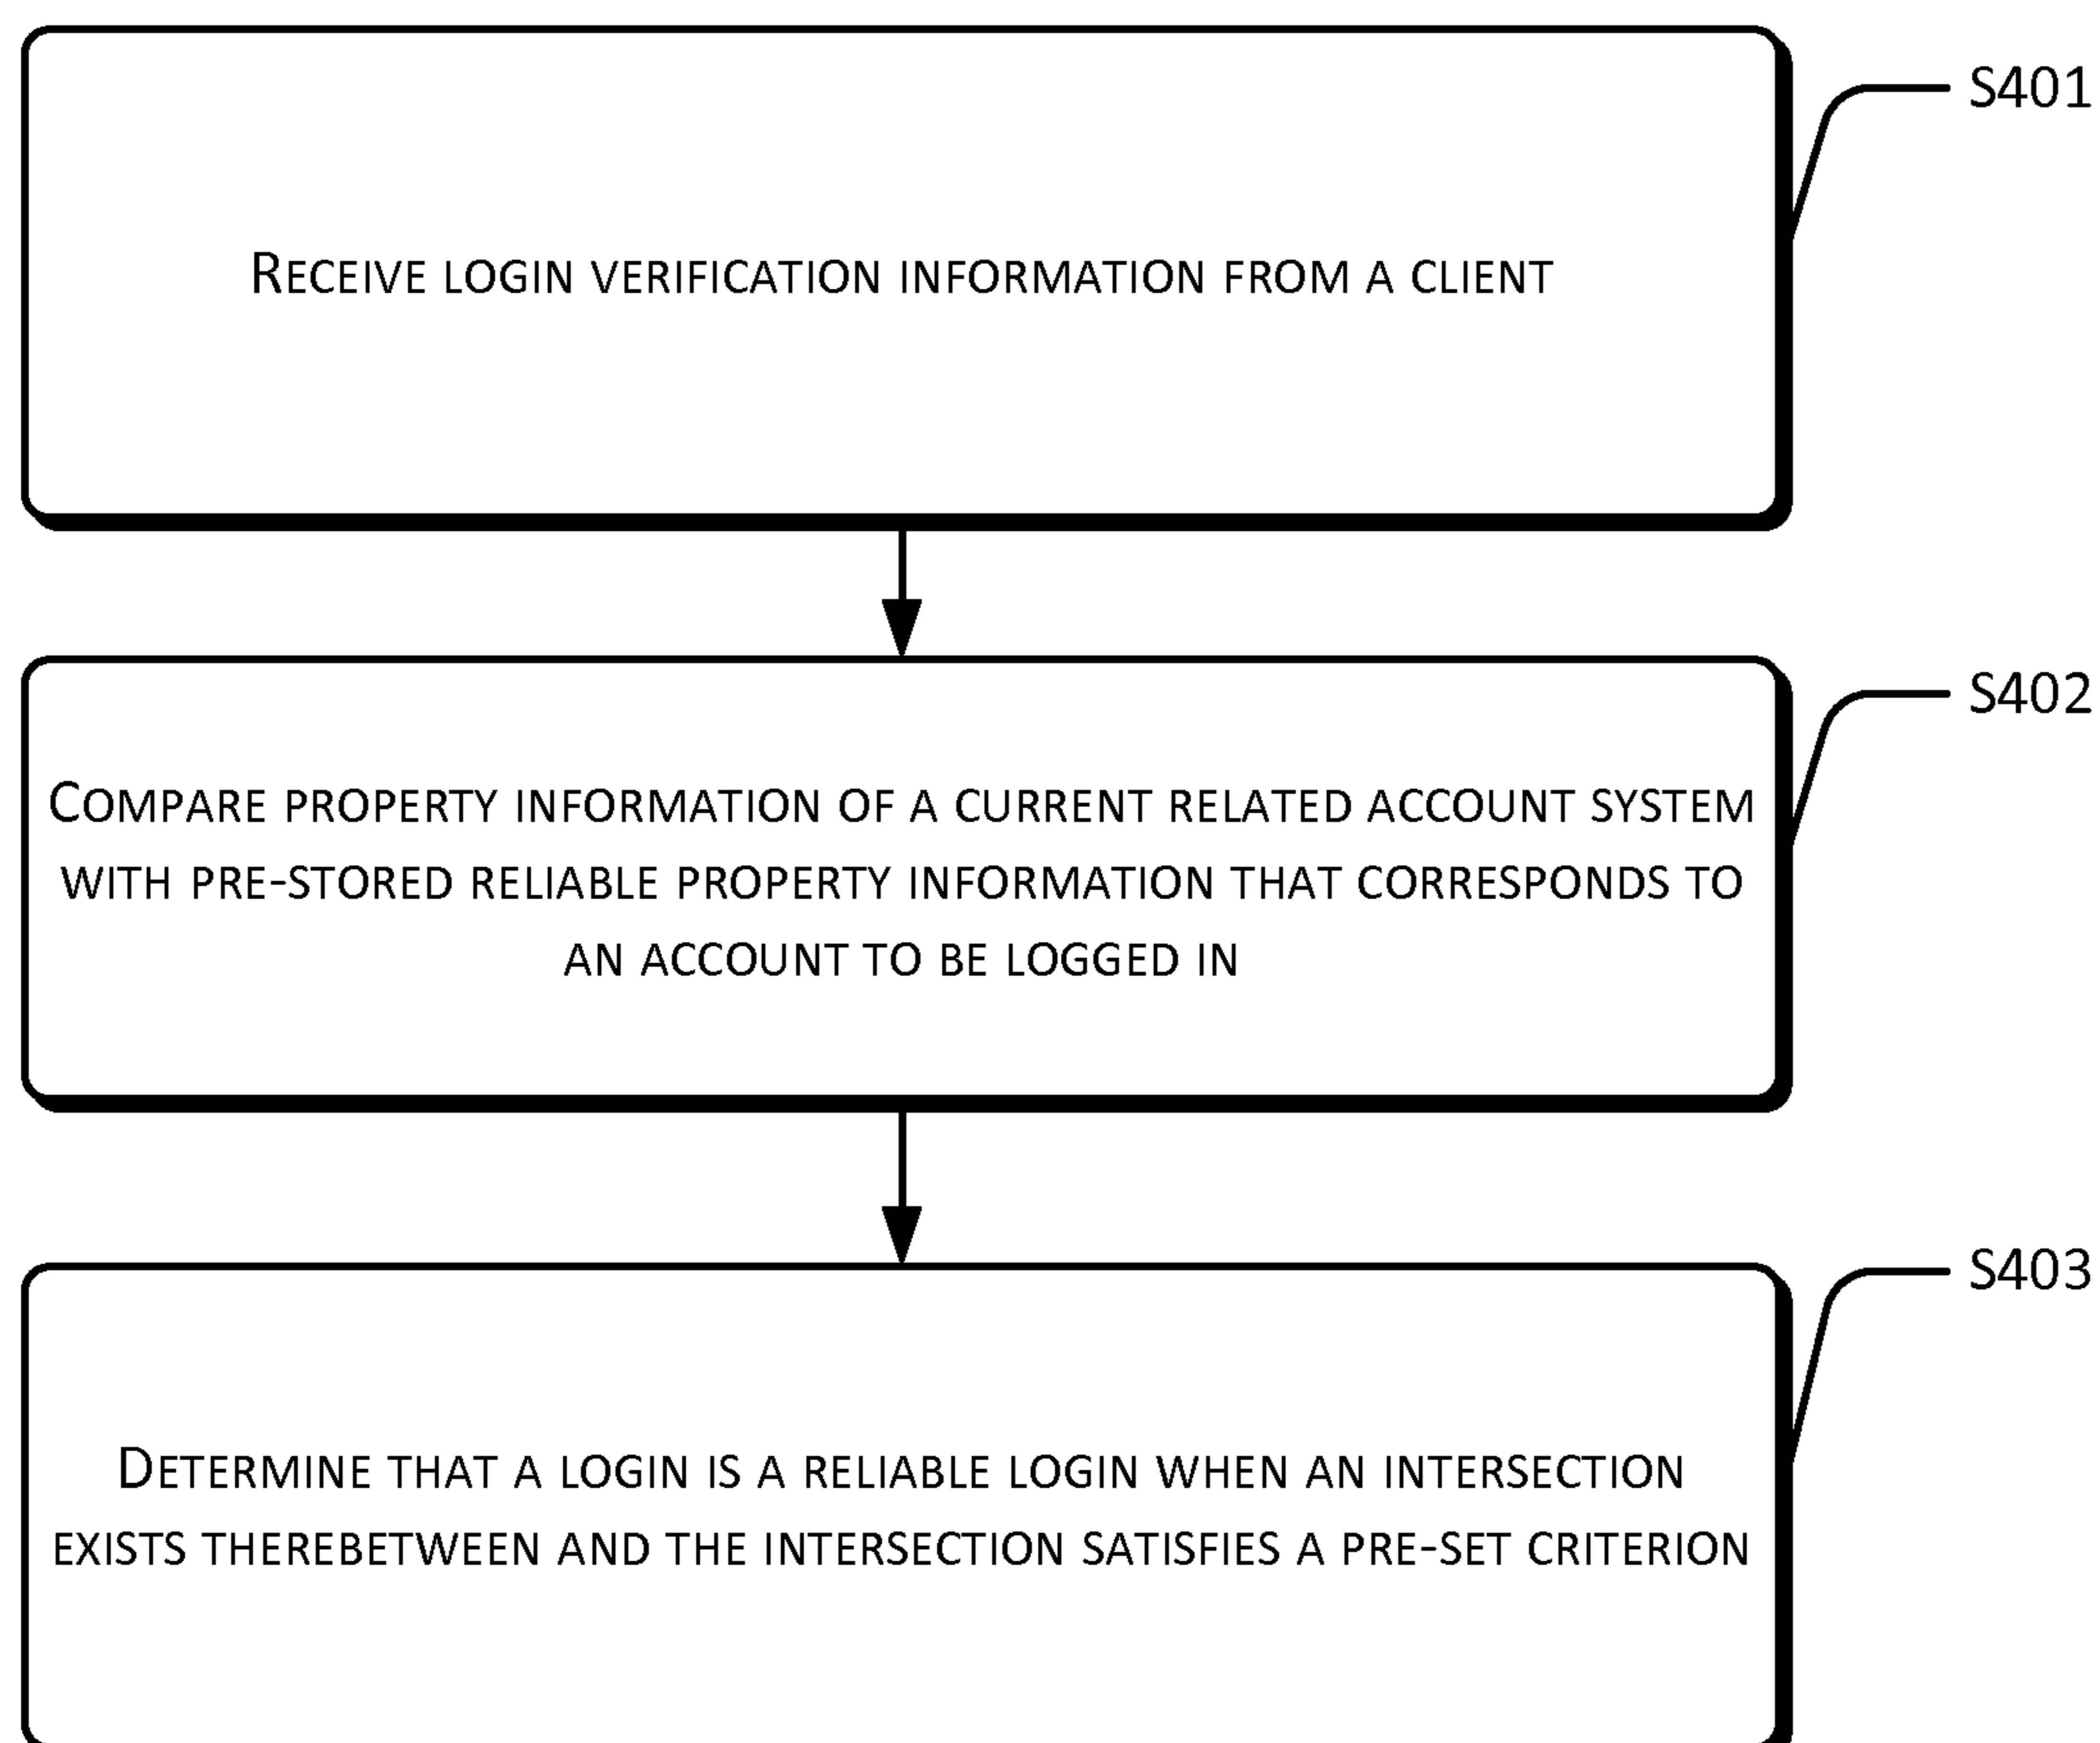 S401
Receive login verification information from a client
S402
Compare property information of a current related account system
with pre-stored reliable property information that corresponds to
an account to be logged in
S403
Determine that a login is a reliable login when an intersection
exists therebetween and the intersection satisfies a pre-set criterion